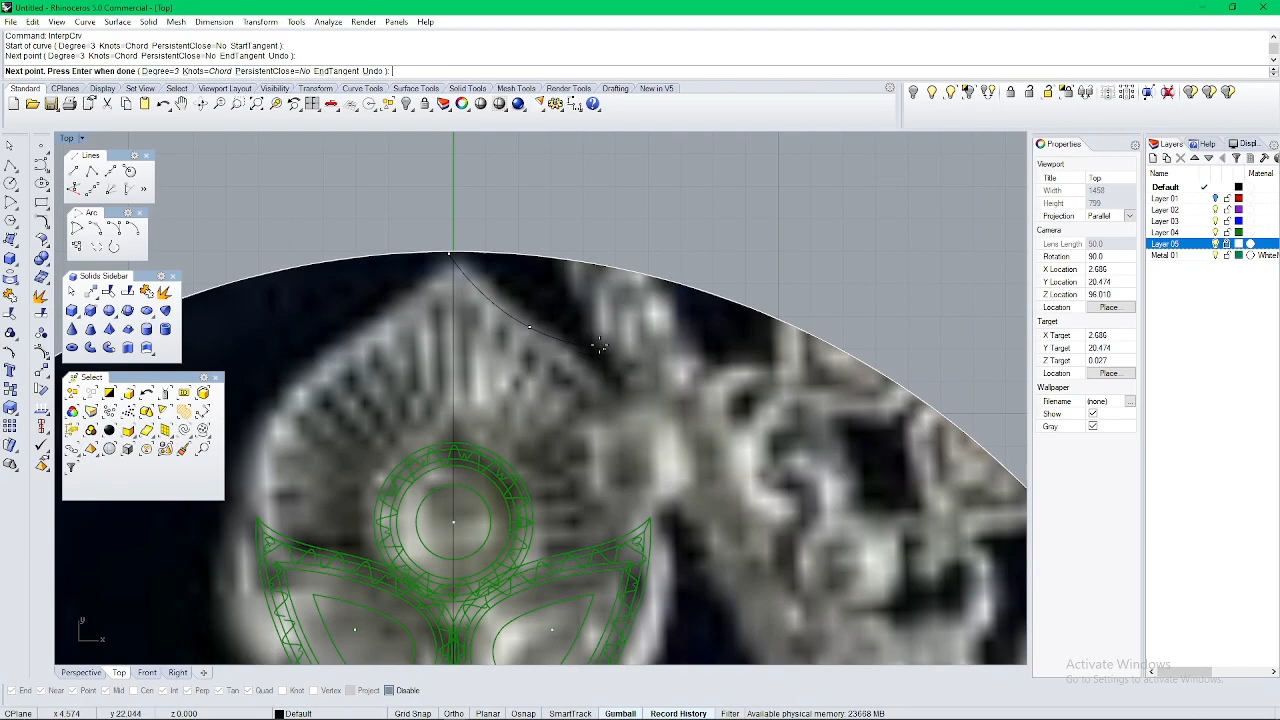 Untitled - Rhinoceros 5.0 Commercial - [Top]
File Edit View Curve Surface Solid Mesh Dimension Transform Tools Analyze Render Panels Help
Command: InterpCrv
Start of curve ( Degree=3 Knots=Chord PersistentClose=No StartTangent ):
Next point ( Degree=3 Knots=Chord PersistentClose=No EndTangent Undo ):
Next point. Press Enter when done ( Degree=3 Knots=Chord PersistentClose=No EndTangent Undo ):
Standard CPlanes Display Set View Select Viewport Layout Visibility Transform Curve Tools Surface Tools Solid Tools Mesh Tools Render Tools Drafting New in V5
Top
Lines
Arc
Solids Sidebar
Select
Properties
Viewport
Title Top
Width 1458
Height 799
Projection Parallel
Camera
Lens Length 50.0
Rotation 90.0
X Location 2.686
Y Location 20.474
Z Location 96.010
Location Place...
Target
X Target 2.686
Y Target 20.474
Z Target 0.027
Location Place...
Wallpaper
Filename (none) ...
Show
Gray
Layers Help Displ...
Name Material
Default
Layer 01
Layer 02
Layer 03
Layer 04
Layer 05
Metal 01
y
x
Activate Windows
Go to Settings to activate Windows.
Perspective Top Front Right
End Near Point Mid Cen Int Perp Tan Quad Knot Vertex Project Disable
CPlane x 4.574 y 22.044 z 0.000 Default Grid Snap Ortho Planar Osnap SmartTrack Gumball Record History Filter Available physical memory: 23668 MB